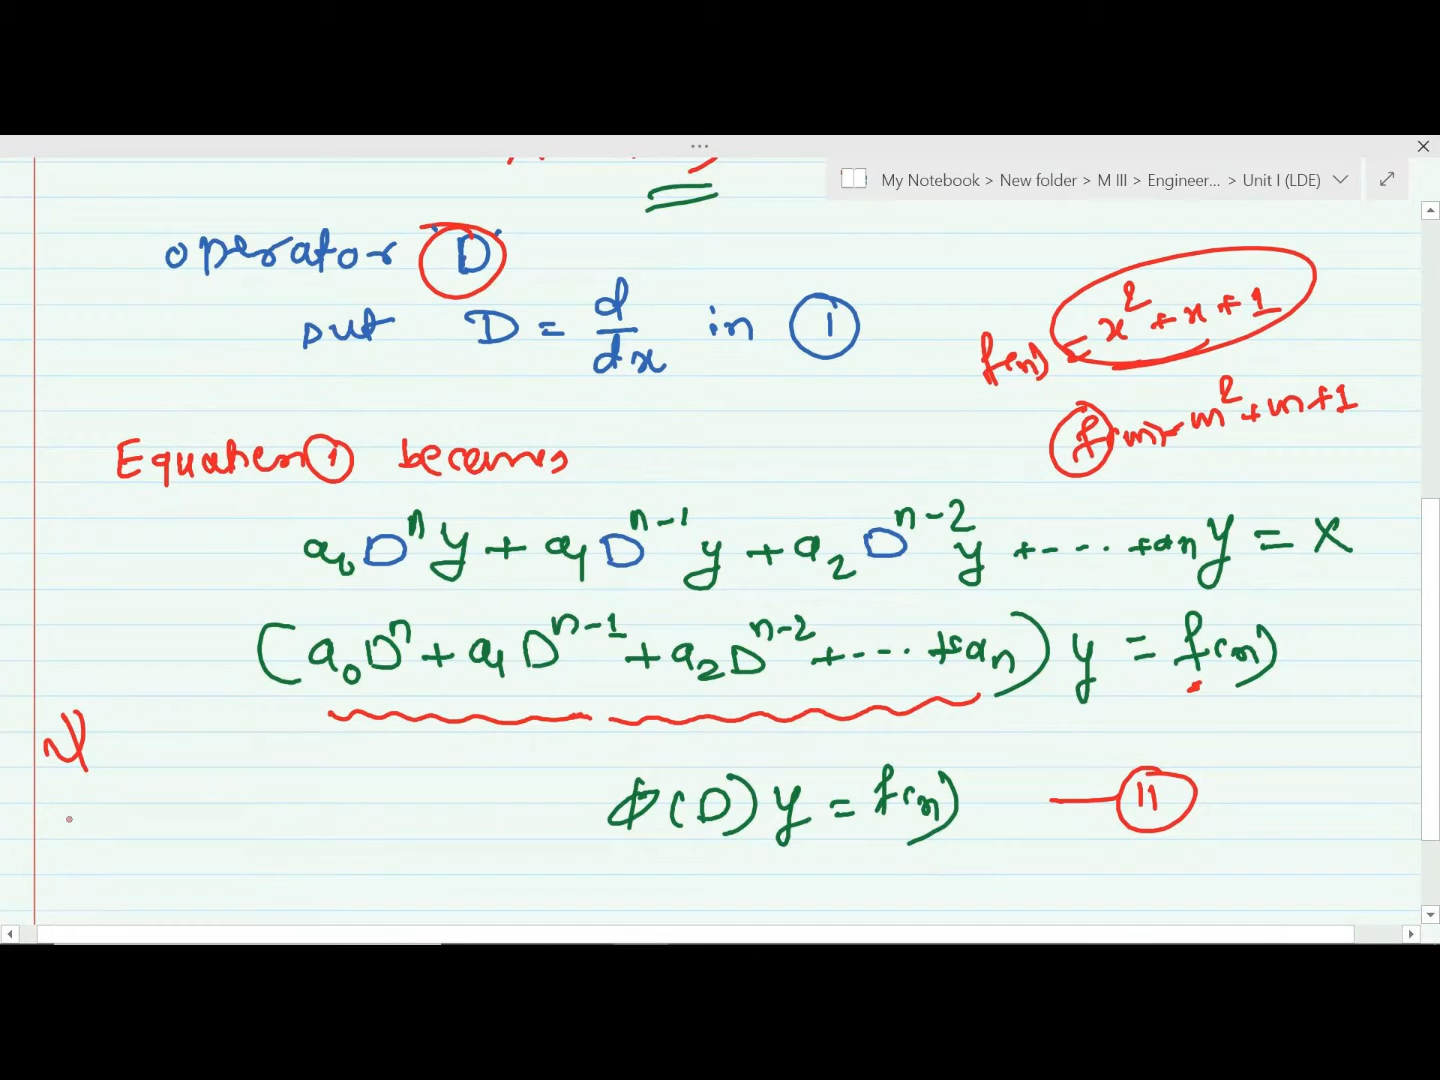 My Notebook > New folder > M III > Engineer... > Unit I (LDE)
operator 'D'
put D = d/dx in ①
f(x) = x² + x + 1
f(m) = m² + m + 1
Equation ① becomes
a₀Dⁿy + a₁Dⁿ⁻¹y + a₂Dⁿ⁻²y + ---- + aₙy = X
(a₀Dⁿ + a₁Dⁿ⁻¹ + a₂Dⁿ⁻² + ---- + aₙ) y = f(x)
ϕ(D) y = f(x) — ⑪